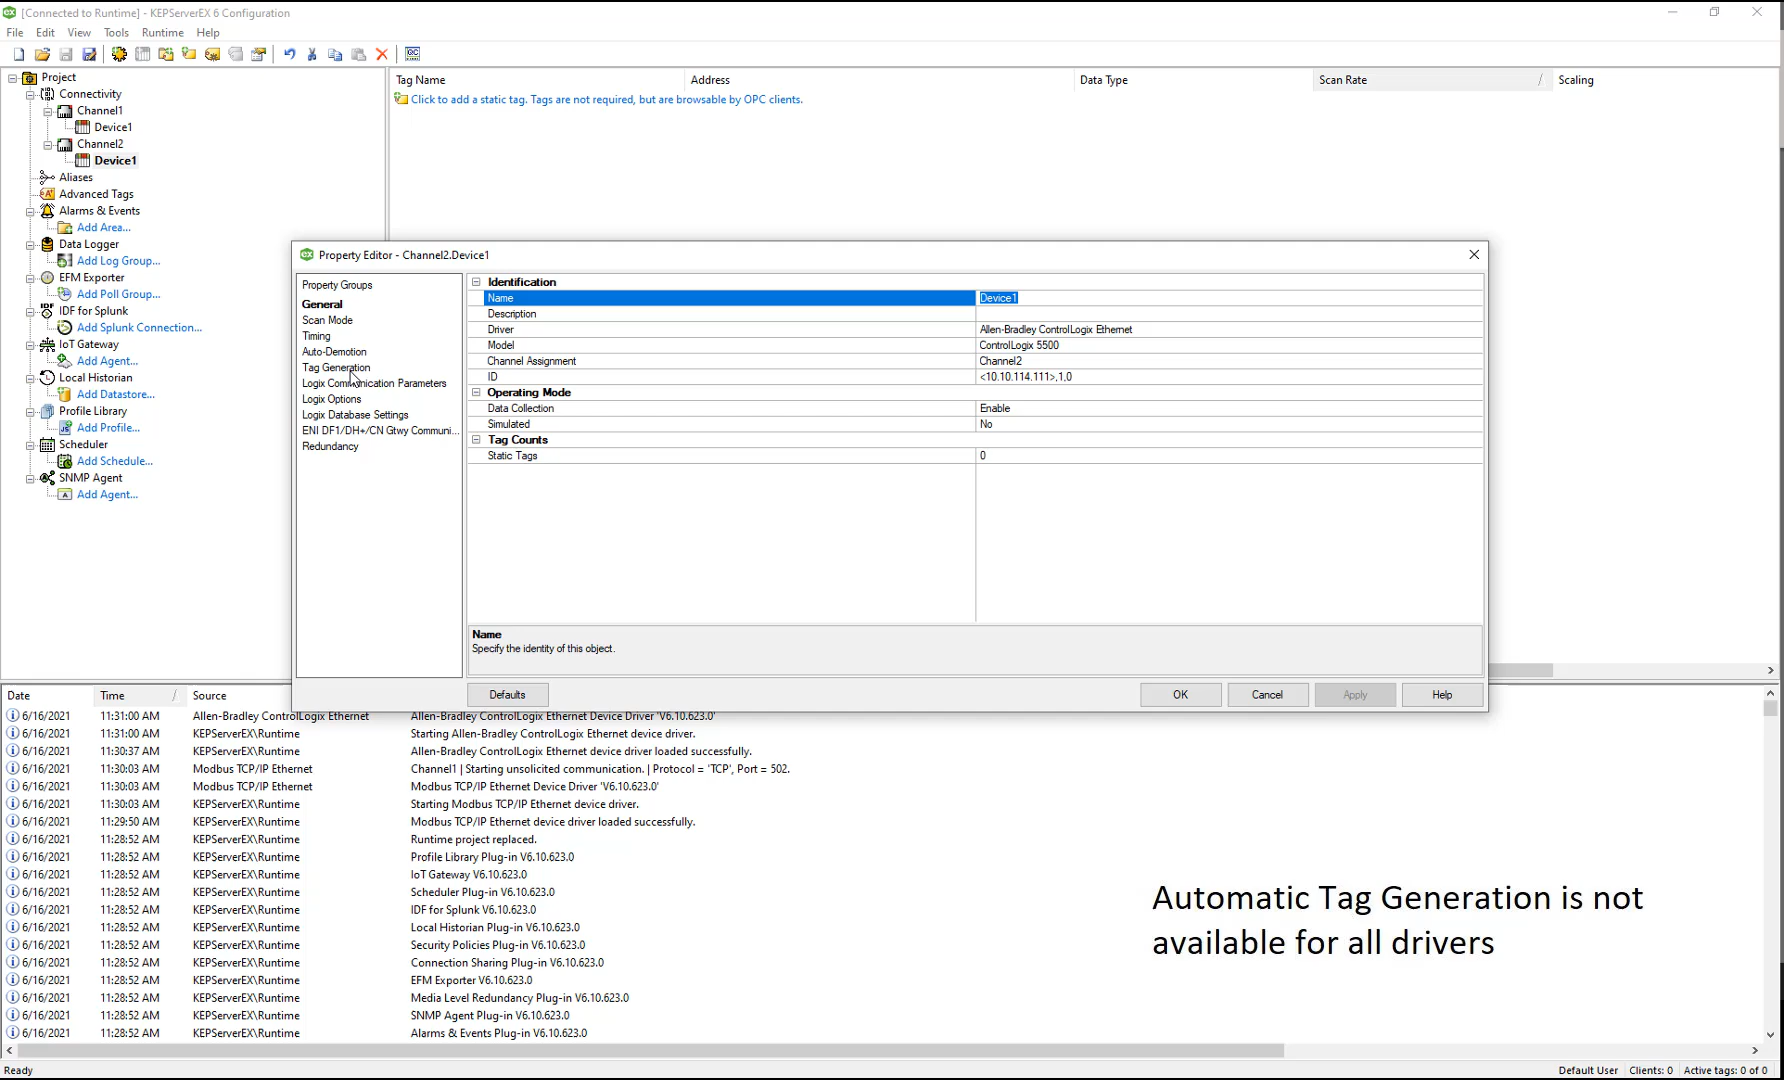 [Connected to Runtime] - KEPServerEX 6 Configuration
File Edit View Tools Runtime Help
Project
Connectivity
Channel1
Device1
Channel2
Device1
Aliases
Advanced Tags
Alarms & Events
Add Area...
Data Logger
Add Log Group...
EFM Exporter
Add Poll Group...
IDF for Splunk
Add Splunk Connection...
IoT Gateway
Add Agent...
Local Historian
Add Datastore...
Profile Library
Add Profile...
Scheduler
Add Schedule...
SNMP Agent
Add Agent...
Tag Name Address Data Type Scan Rate Scaling
Click to add a static tag. Tags are not required, but are browsable by OPC clients.
Property Editor - Channel2.Device1
Property Groups
General
Scan Mode
Timing
Auto-Demotion
Tag Generation
Logix Communication Parameters
Logix Options
Logix Database Settings
ENI DF1/DH+/CN Gtwy Communi...
Redundancy
Identification
Name Device1
Description
Driver Allen-Bradley ControlLogix Ethernet
Model ControlLogix 5500
Channel Assignment Channel2
ID <10.10.114.111>,1,0
Operating Mode
Data Collection Enable
Simulated No
Tag Counts
Static Tags 0
Name
Specify the identity of this object.
Defaults OK Cancel Apply Help
Date Time Source
6/16/2021 11:31:00 AM Allen-Bradley ControlLogix Ethernet Allen-Bradley ControlLogix Ethernet Device Driver 'V6.10.623.0'
6/16/2021 11:31:00 AM KEPServerEX\Runtime Starting Allen-Bradley ControlLogix Ethernet device driver.
6/16/2021 11:30:37 AM KEPServerEX\Runtime Allen-Bradley ControlLogix Ethernet device driver loaded successfully.
6/16/2021 11:30:03 AM Modbus TCP/IP Ethernet Channel1 | Starting unsolicited communication. | Protocol = 'TCP', Port = 502.
6/16/2021 11:30:03 AM Modbus TCP/IP Ethernet Modbus TCP/IP Ethernet Device Driver 'V6.10.623.0'
6/16/2021 11:30:03 AM KEPServerEX\Runtime Starting Modbus TCP/IP Ethernet device driver.
6/16/2021 11:29:50 AM KEPServerEX\Runtime Modbus TCP/IP Ethernet device driver loaded successfully.
6/16/2021 11:28:52 AM KEPServerEX\Runtime Runtime project replaced.
6/16/2021 11:28:52 AM KEPServerEX\Runtime Profile Library Plug-in V6.10.623.0
6/16/2021 11:28:52 AM KEPServerEX\Runtime IoT Gateway V6.10.623.0
6/16/2021 11:28:52 AM KEPServerEX\Runtime Scheduler Plug-in V6.10.623.0
6/16/2021 11:28:52 AM KEPServerEX\Runtime IDF for Splunk V6.10.623.0
6/16/2021 11:28:52 AM KEPServerEX\Runtime Local Historian Plug-in V6.10.623.0
6/16/2021 11:28:52 AM KEPServerEX\Runtime Security Policies Plug-in V6.10.623.0
6/16/2021 11:28:52 AM KEPServerEX\Runtime Connection Sharing Plug-in V6.10.623.0
6/16/2021 11:28:52 AM KEPServerEX\Runtime EFM Exporter V6.10.623.0
6/16/2021 11:28:52 AM KEPServerEX\Runtime Media Level Redundancy Plug-in V6.10.623.0
6/16/2021 11:28:52 AM KEPServerEX\Runtime SNMP Agent Plug-in V6.10.623.0
6/16/2021 11:28:52 AM KEPServerEX\Runtime Alarms & Events Plug-in V6.10.623.0
Automatic Tag Generation is not
available for all drivers
Ready Default User Clients: 0 Active tags: 0 of 0